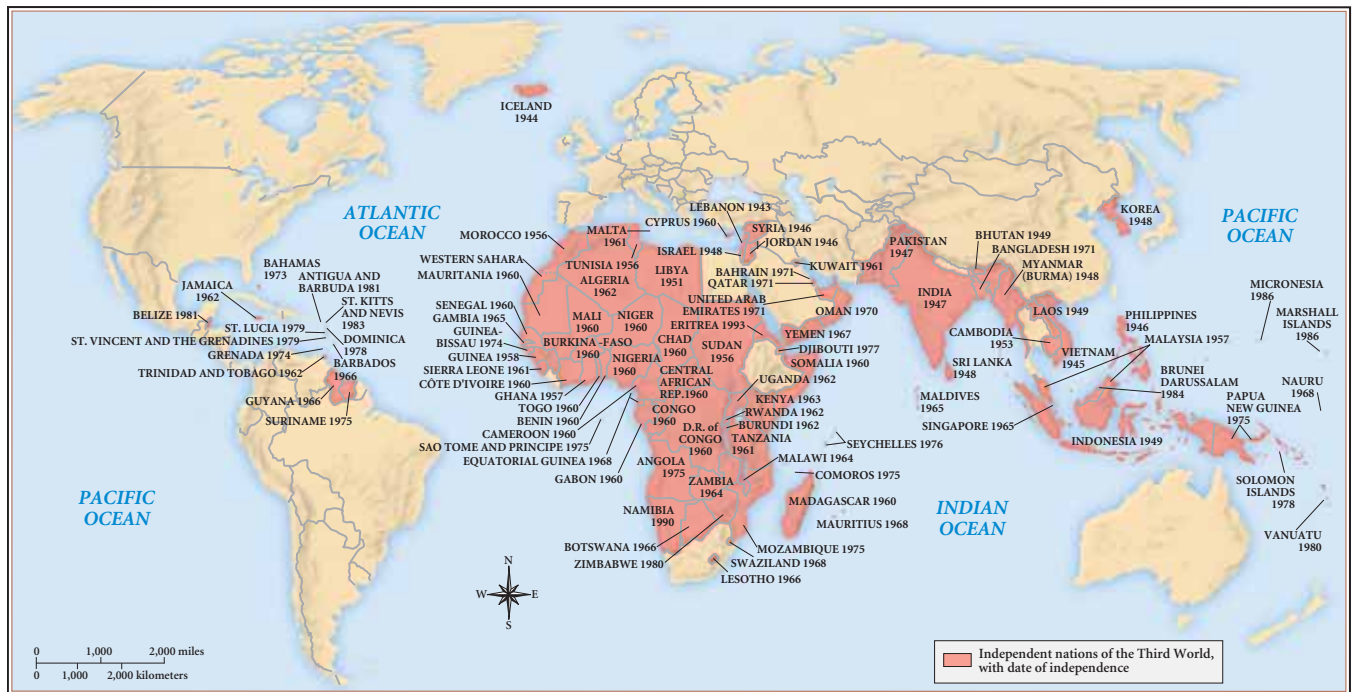 ICELAND
1944
ATLANTIC
OCEAN
PACIFIC
OCEAN
BAHAMAS
1973
JAMAICA
1962
ANTIGUA AND
BARBUDA 1981
ST. KITTS
AND NEVIS
1983
BELIZE 1981
ST. LUCIA 1979
ST. VINCENT AND THE GRENADINES 1979
DOMINICA
1978
GRENADA 1974
BARBADOS
1966
TRINIDAD AND TOBAGO 1962
GUYANA 1966
SURINAME 1975
PACIFIC
OCEAN
MOROCCO 1956
WESTERN SAHARA
MAURITANIA 1960
SENEGAL 1960
GAMBIA 1965
GUINEA-
BISSAU 1974
GUINEA 1958
SIERRA LEONE 1961
CÔTE D'IVOIRE 1960
GHANA 1957
TOGO 1960
BENIN 1960
CAMEROON 1960
SAO TOME AND PRINCIPE 1975
EQUATORIAL GUINEA 1968
GABON 1960
MALTA
1961
TUNISIA 1956
ALGERIA
1962
LIBYA
1951
MALI
1960
NIGER
1960
BURKINA-FASO
1960
NIGERIA
1960
CHAD
1960
SUDAN
1956
ERITREA 1993
CENTRAL
AFRICAN
REP.1960
CONGO
1960
D.R. of
CONGO
1960
ANGOLA
1975
ZAMBIA
1964
NAMIBIA
1990
BOTSWANA 1966
ZIMBABWE 1980
LEBANON 1943
CYPRUS 1960
SYRIA 1946
JORDAN 1946
ISRAEL 1948
KUWAIT 1961
BAHRAIN 1971
QATAR 1971
UNITED ARAB
EMIRATES 1971
OMAN 1970
YEMEN 1967
DJIBOUTI 1977
SOMALIA 1960
UGANDA 1962
KENYA 1963
RWANDA 1962
BURUNDI 1962
TANZANIA
1961
SEYCHELLES 1976
MALAWI 1964
COMOROS 1975
MADAGASCAR 1960
MAURITIUS 1968
MOZAMBIQUE 1975
SWAZILAND 1968
LESOTHO 1966
INDIAN
OCEAN
PAKISTAN
1947
INDIA
1947
BHUTAN 1949
BANGLADESH 1971
MYANMAR
(BURMA) 1948
KOREA
1948
LAOS 1949
CAMBODIA
1953
VIETNAM
1945
SRI LANKA
1948
MALDIVES
1965
SINGAPORE 1965
PHILIPPINES
1946
MALAYSIA 1957
BRUNEI
DARUSSALAM
1984
INDONESIA 1949
MICRONESIA
1986
MARSHALL
ISLANDS
1986
NAURU
1968
PAPUA
NEW GUINEA
1975
SOLOMON
ISLANDS
1978
VANUATU
1980
N
W E
S
0 1,000 2,000 miles
0 1,000 2,000 kilometers
Independent nations of the Third World,
with date of independence